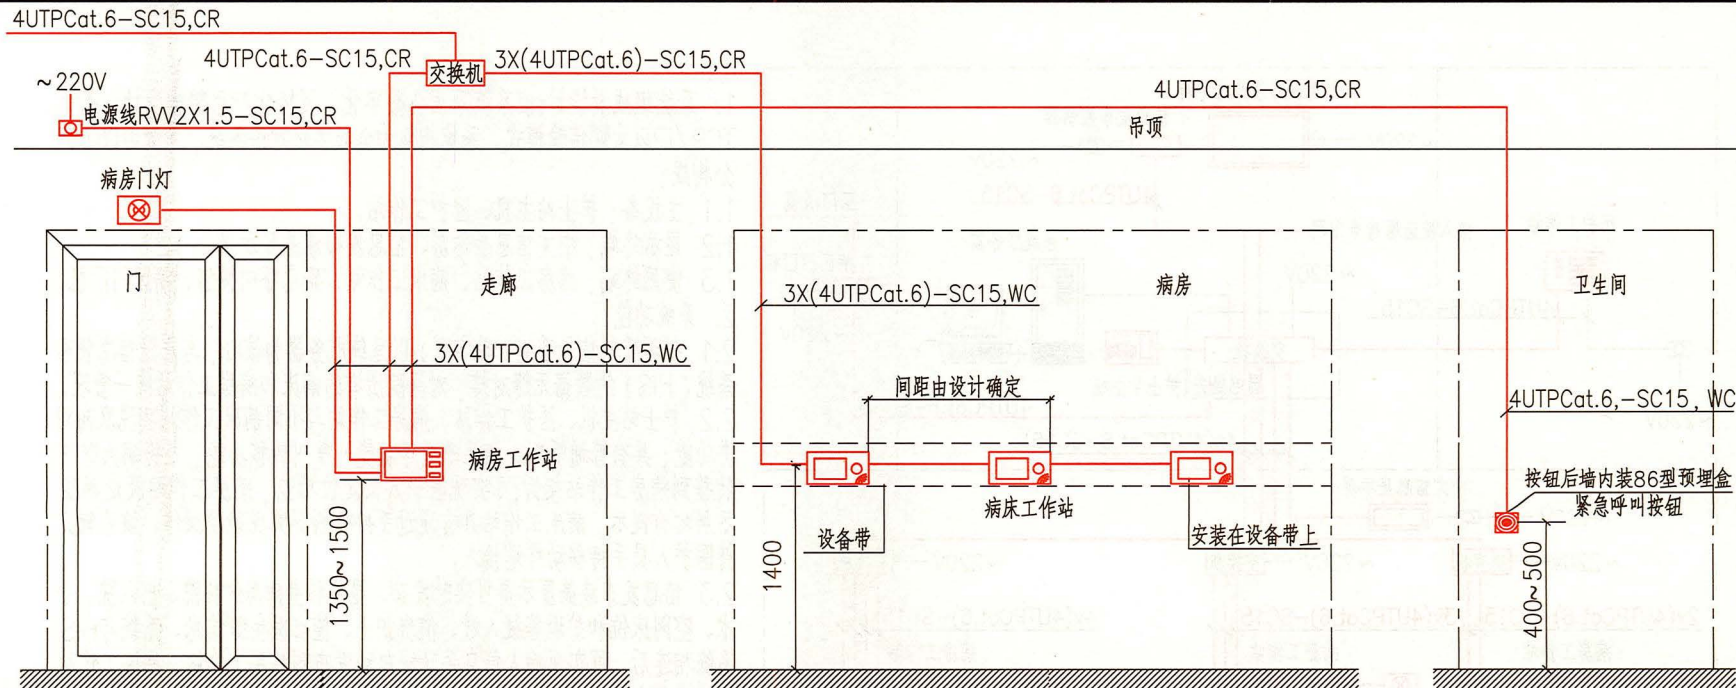 4UTPCat.6-SC15,CR
4UTPCat.6-SC15,CR
交换机
3X(4UTPCat.6)-SC15,CR
~220V
电源线RVV2X1.5-SC15,CR
4UTPCat.6-SC15,CR
吊顶
病房门灯
门
走廊
病房
卫生间
3X(4UTPCat.6)-SC15,WC
3X(4UTPCat.6)-SC15,WC
间距由设计确定
4UTPCat.6,-SC15,WC
病房工作站
按钮后墙内装86型预埋盒
紧急呼叫按钮
病床工作站
设备带
安装在设备带上
1350~1500
1400
400~500